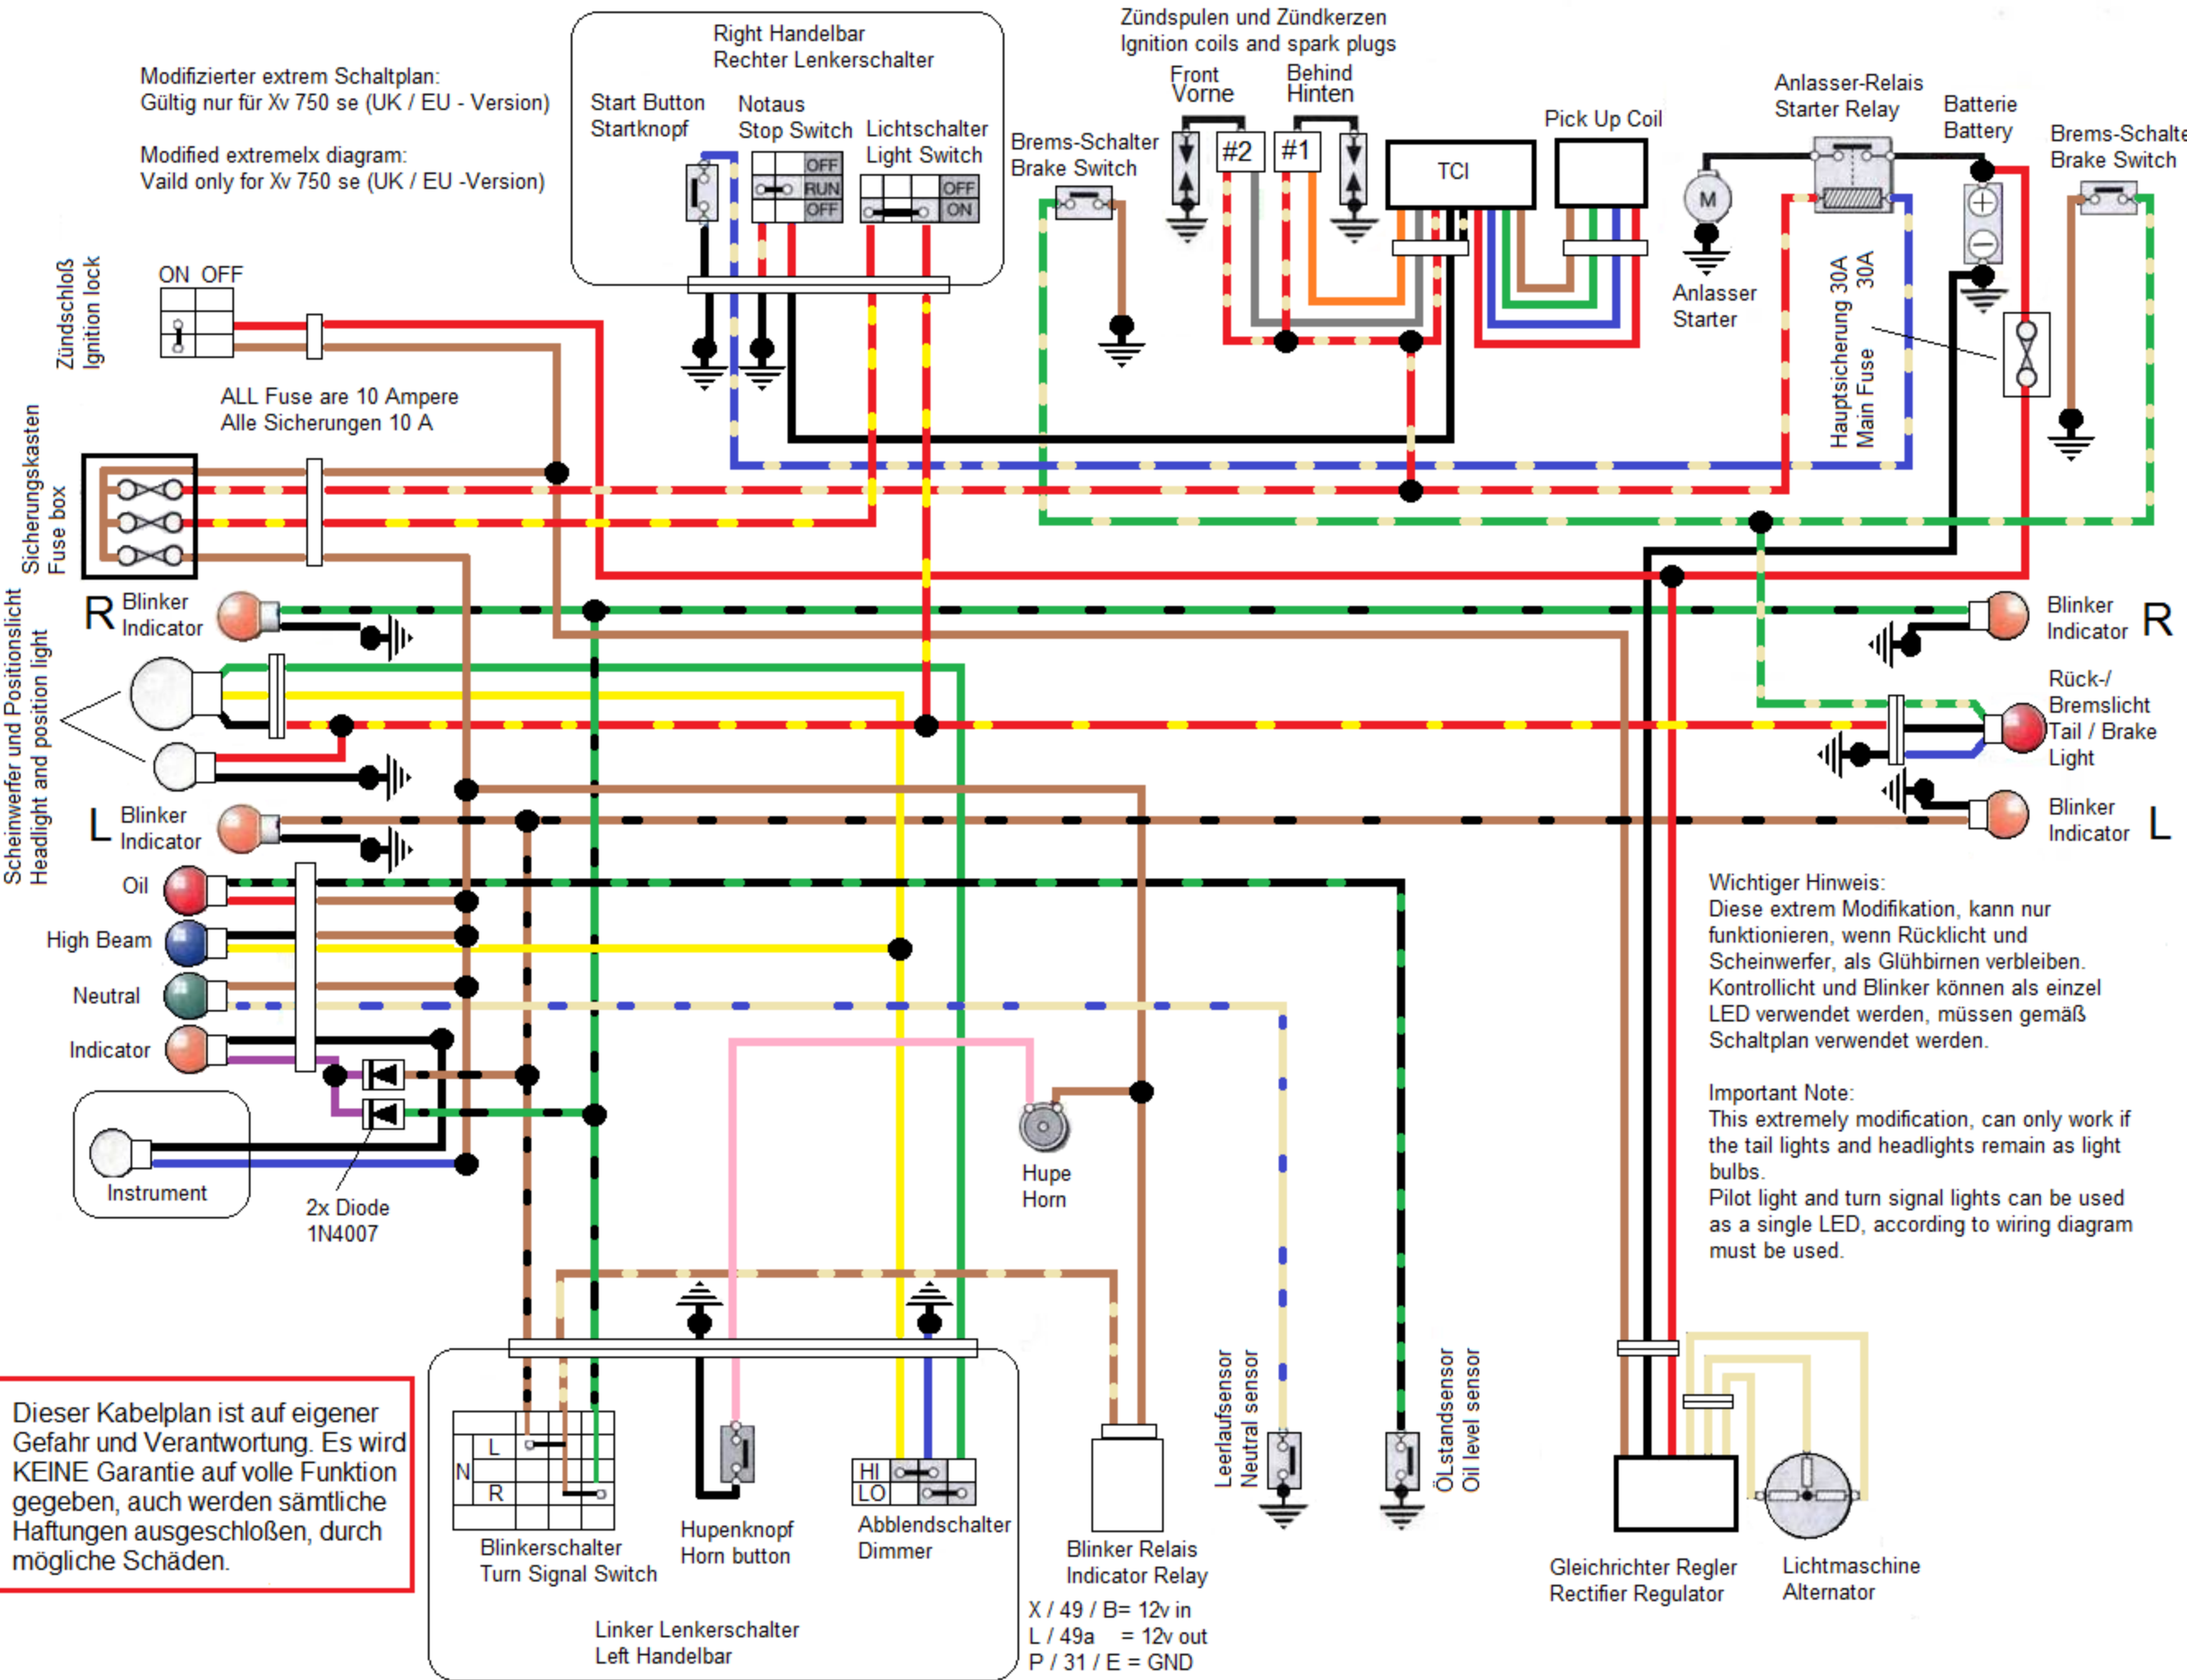 Modifizierter extrem Schaltplan:
Gültig nur für Xv 750 se (UK / EU - Version)
Modified extremelx diagram:
Vaild only for Xv 750 se (UK / EU -Version)
Right Handelbar
Rechter Lenkerschalter
Start Button
Startknopf
Notaus
Stop Switch
Lichtschalter
Light Switch
OFF
RUN
OFF
OFF
ON
Brems-Schalter
Brake Switch
Zündspulen und Zündkerzen
Ignition coils and spark plugs
Front
Vorne
Behind
Hinten
#2
#1
TCI
Pick Up Coil
Anlasser-Relais
Starter Relay
Batterie
Battery
Brems-Schalte
Brake Switch
M
Anlasser
Starter
Hauptsicherung 30A
Main Fuse 30A
Zündschloß
Ignition lock
ON OFF
ALL Fuse are 10 Ampere
Alle Sicherungen 10 A
Sicherungskasten
Fuse box
R
Blinker
Indicator
Scheinwerfer und Positionslicht
Headlight and position light
L
Blinker
Indicator
Oil
High Beam
Neutral
Indicator
Instrument
2x Diode
1N4007
Hupe
Horn
Blinker
Indicator
R
Rück-/
Bremslicht
Tail / Brake
Light
Blinker
Indicator
L
Wichtiger Hinweis:
Diese extrem Modifikation, kann nur
funktionieren, wenn Rücklicht und
Scheinwerfer, als Glühbirnen verbleiben.
Kontrollicht und Blinker können als einzel
LED verwendet werden, müssen gemäß
Schaltplan verwendet werden.
Important Note:
This extremely modification, can only work if
the tail lights and headlights remain as light
bulbs.
Pilot light and turn signal lights can be used
as a single LED, according to wiring diagram
must be used.
Dieser Kabelplan ist auf eigener
Gefahr und Verantwortung. Es wird
KEINE Garantie auf volle Funktion
gegeben, auch werden sämtliche
Haftungen ausgeschloßen, durch
mögliche Schäden.
L
N
R
Blinkerschalter
Turn Signal Switch
Hupenknopf
Horn button
HI
LO
Abblendschalter
Dimmer
Linker Lenkerschalter
Left Handelbar
Blinker Relais
Indicator Relay
X / 49 / B= 12v in
L / 49a = 12v out
P / 31 / E = GND
Leerlaufsensor
Neutral sensor
ÖLstandsensor
Oil level sensor
Gleichrichter Regler
Rectifier Regulator
Lichtmaschine
Alternator